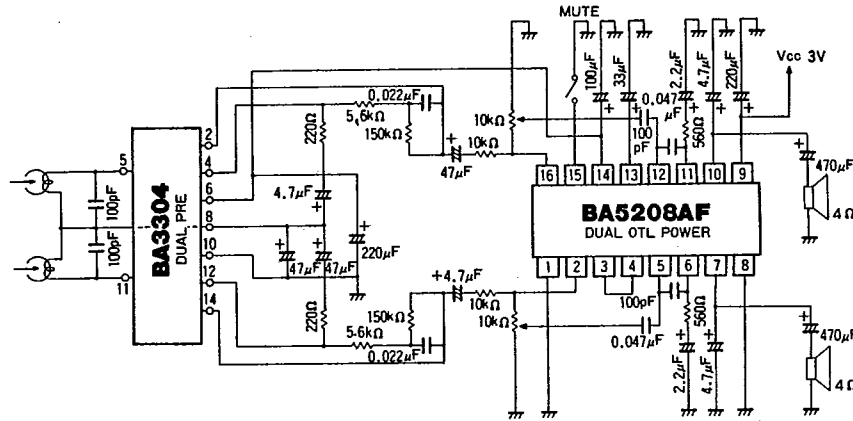 MUTE
Vcc 3V
100μF
33μF
2.2μF
4.7μF
220μF
0.022μF
5.6kΩ
150kΩ
220Ω
10kΩ
47μF
10kΩ
0.047
μF
100
pF
560Ω
470μF
4Ω
2
4
6
8
10
12
14
5
11
100pF
100pF
BA3304
DUAL PRE
4.7μF
47μF
47μF
220μF
220Ω
16
15
14
13
12
11
10
9
BA5208AF
DUAL OTL POWER
1
2
3
4
5
6
7
8
4.7μF
10kΩ
10kΩ
150kΩ
5.6kΩ
0.022μF
100pF
0.047μF
560Ω
2.2μF
4.7μF
470μF
4Ω